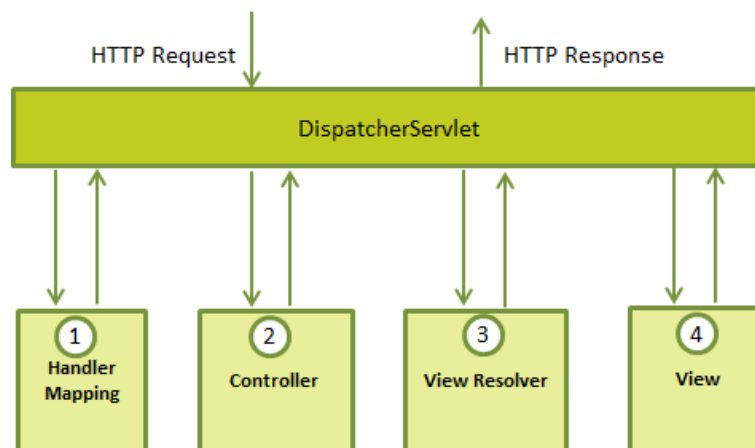 HTTP Request
HTTP Response
DispatcherServlet
1
Handler
Mapping
2
Controller
3
View Resolver
4
View